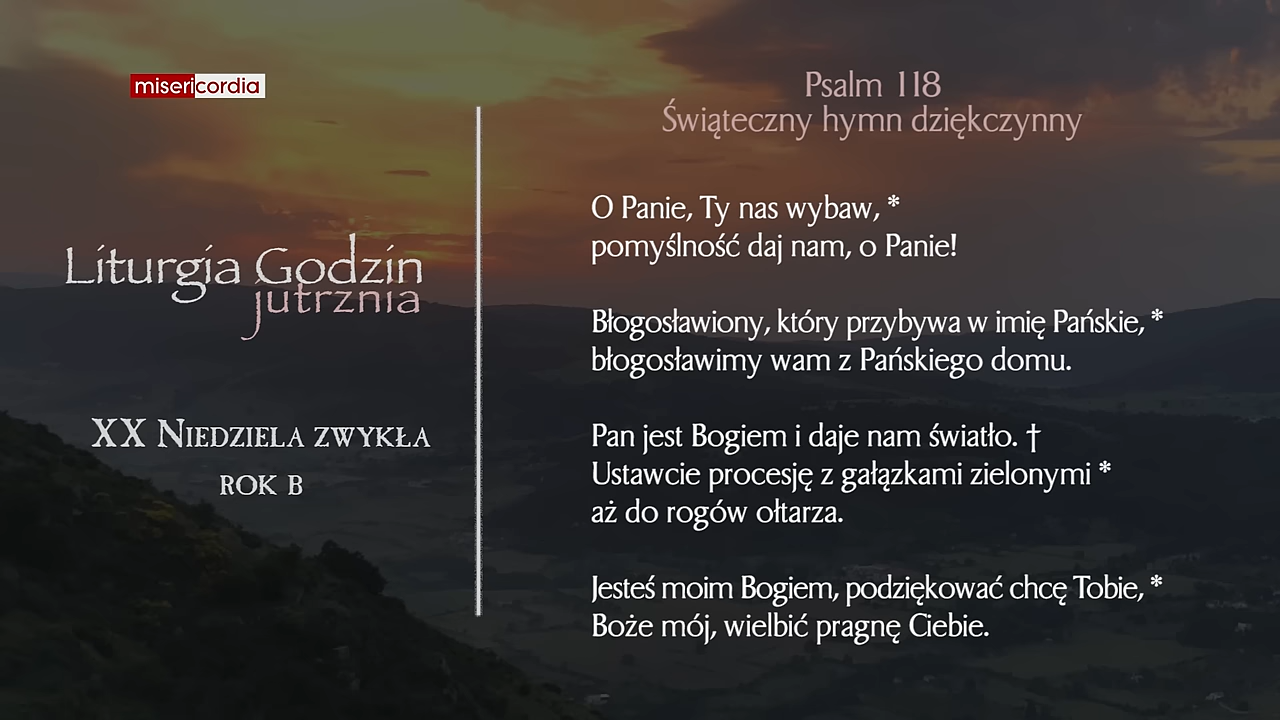 misericordia
Liturgia Godzin
jutrznia
XX Niedziela zwykła
rok B
Psalm 118
Świąteczny hymn dziękczynny
O Panie, Ty nas wybaw, *
pomyślność daj nam, o Panie!
Błogosławiony, który przybywa w imię Pańskie, *
błogosławimy wam z Pańskiego domu.
Pan jest Bogiem i daje nam światło. †
Ustawcie procesję z gałązkami zielonymi *
aż do rogów ołtarza.
Jesteś moim Bogiem, podziękować chcę Tobie, *
Boże mój, wielbić pragnę Ciebie.